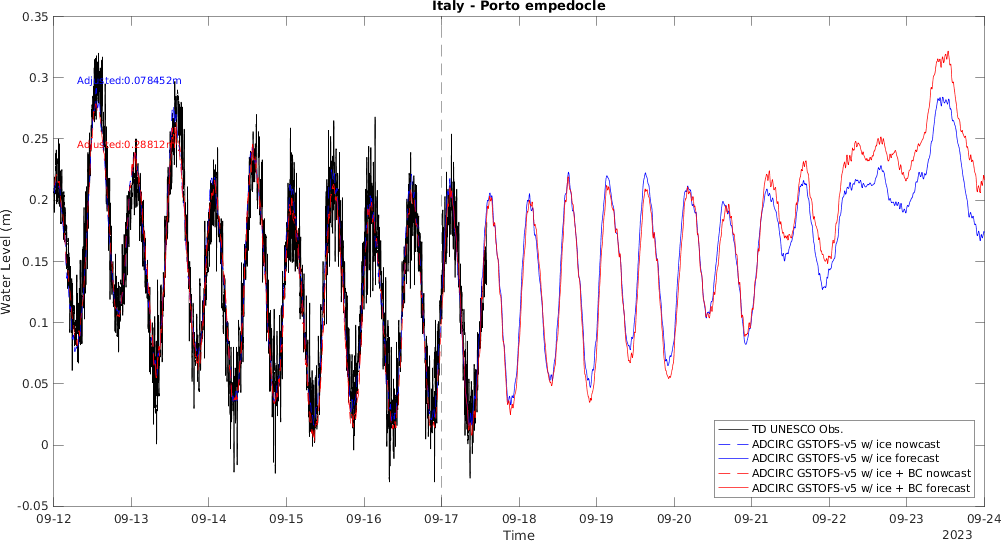 Italy - Porto empedocle
0.35
0.3
0.25
0.2
0.15
0.1
0.05
0
-0.05
Water Level (m)
Adjusted:0.078452m
Adjusted:0.28812m
TD UNESCO Obs.
ADCIRC GSTOFS-v5 w/ ice nowcast
ADCIRC GSTOFS-v5 w/ ice forecast
ADCIRC GSTOFS-v5 w/ ice + BC nowcast
ADCIRC GSTOFS-v5 w/ ice + BC forecast
09-12 09-13 09-14 09-15 09-16 09-17 09-18 09-19 09-20 09-21 09-22 09-23 09-24
Time
2023